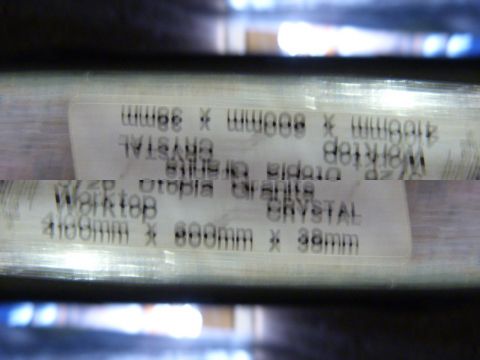 Utopia Granite
Worktop CRYSTAL
4100mm x 600mm x 38mm